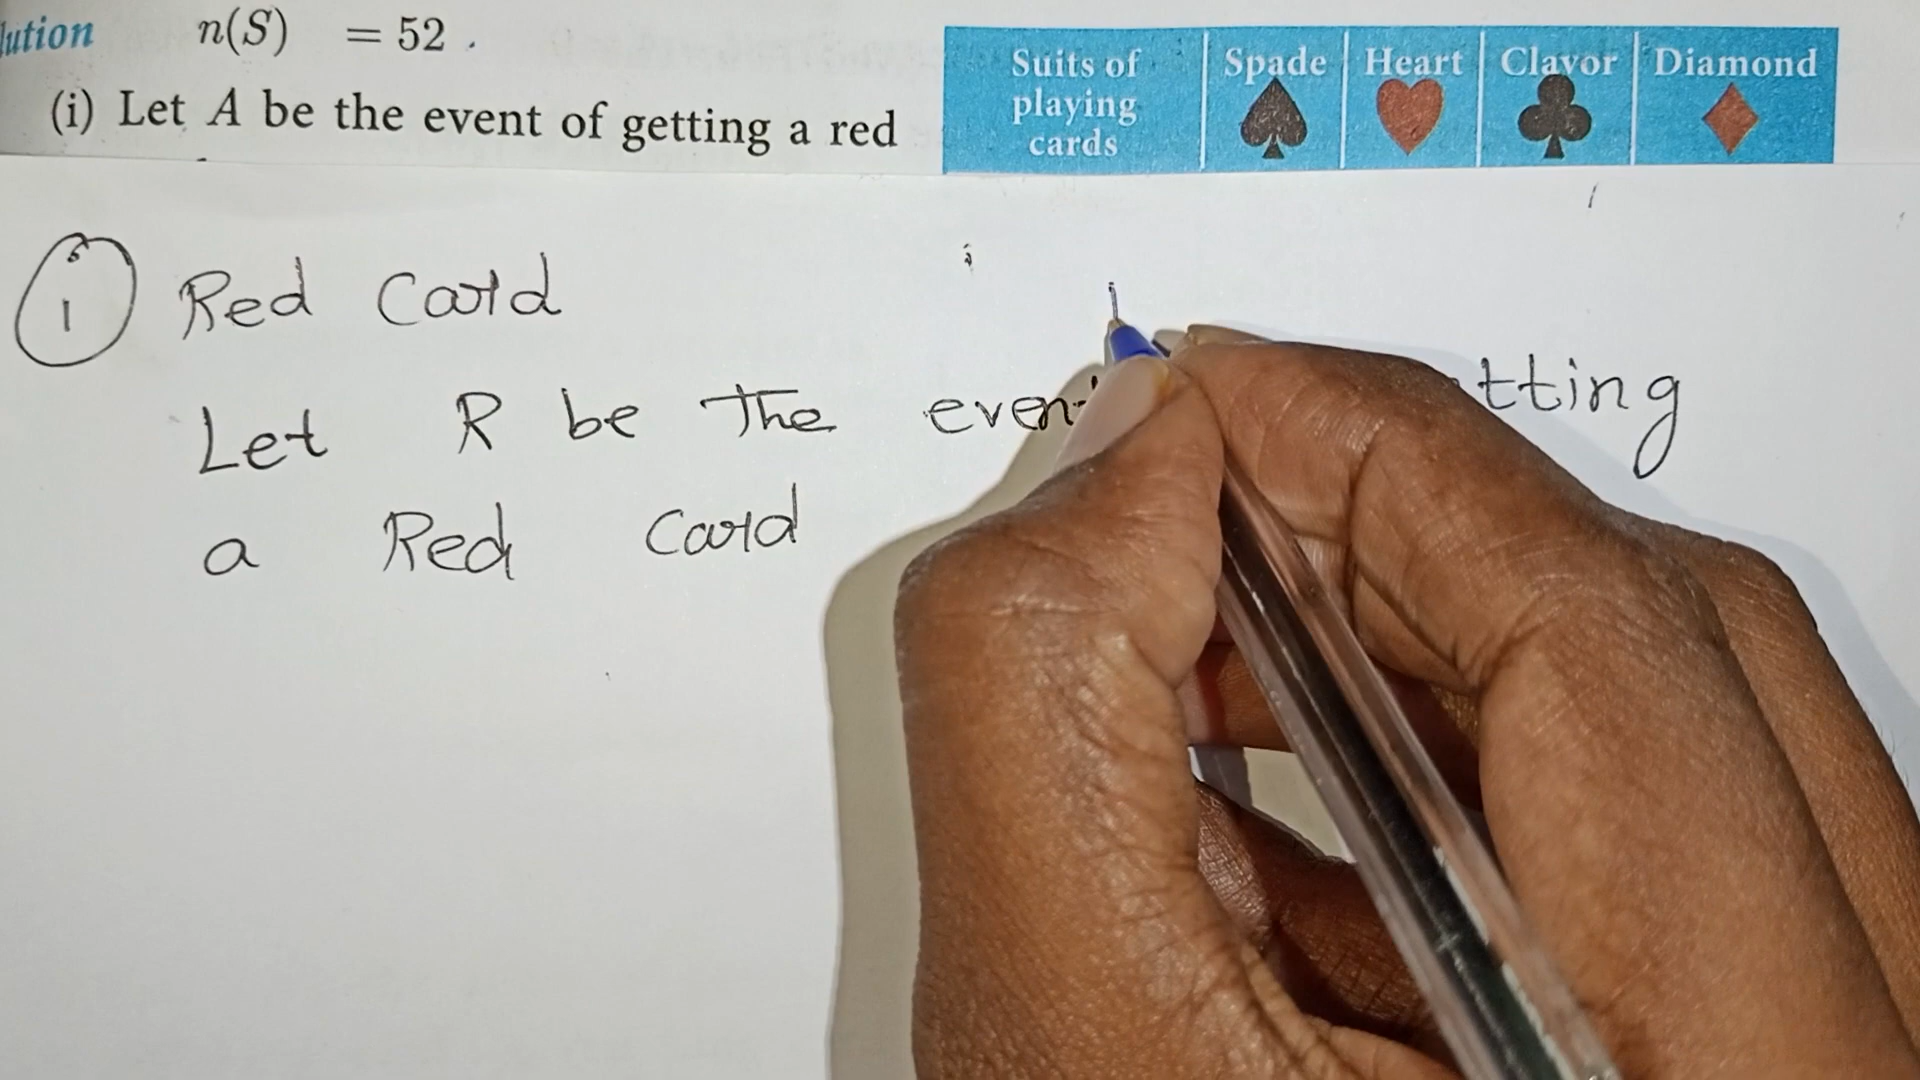 lution n(S) = 52 .
(i) Let A be the event of getting a red
Suits of playing cards
Spade
Heart
Clavor
Diamond
1 Red Card
Let R be the event tting
a Red Card